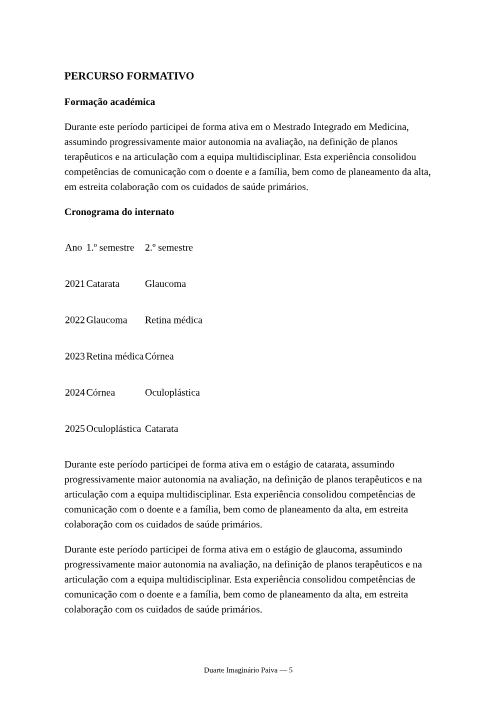 PERCURSO FORMATIVO
Formação académica
Durante este período participei de forma ativa em o Mestrado Integrado em Medicina,
assumindo progressivamente maior autonomia na avaliação, na definição de planos
terapêuticos e na articulação com a equipa multidisciplinar. Esta experiência consolidou
competências de comunicação com o doente e a família, bem como de planeamento da alta,
em estreita colaboração com os cuidados de saúde primários.
Cronograma do internato
Ano 1.º semestre 2.º semestre
2021 Catarata Glaucoma
2022 Glaucoma Retina médica
2023 Retina médica Córnea
2024 Córnea Oculoplástica
2025 Oculoplástica Catarata
Durante este período participei de forma ativa em o estágio de catarata, assumindo
progressivamente maior autonomia na avaliação, na definição de planos terapêuticos e na
articulação com a equipa multidisciplinar. Esta experiência consolidou competências de
comunicação com o doente e a família, bem como de planeamento da alta, em estreita
colaboração com os cuidados de saúde primários.
Durante este período participei de forma ativa em o estágio de glaucoma, assumindo
progressivamente maior autonomia na avaliação, na definição de planos terapêuticos e na
articulação com a equipa multidisciplinar. Esta experiência consolidou competências de
comunicação com o doente e a família, bem como de planeamento da alta, em estreita
colaboração com os cuidados de saúde primários.
Duarte Imaginário Paiva — 5